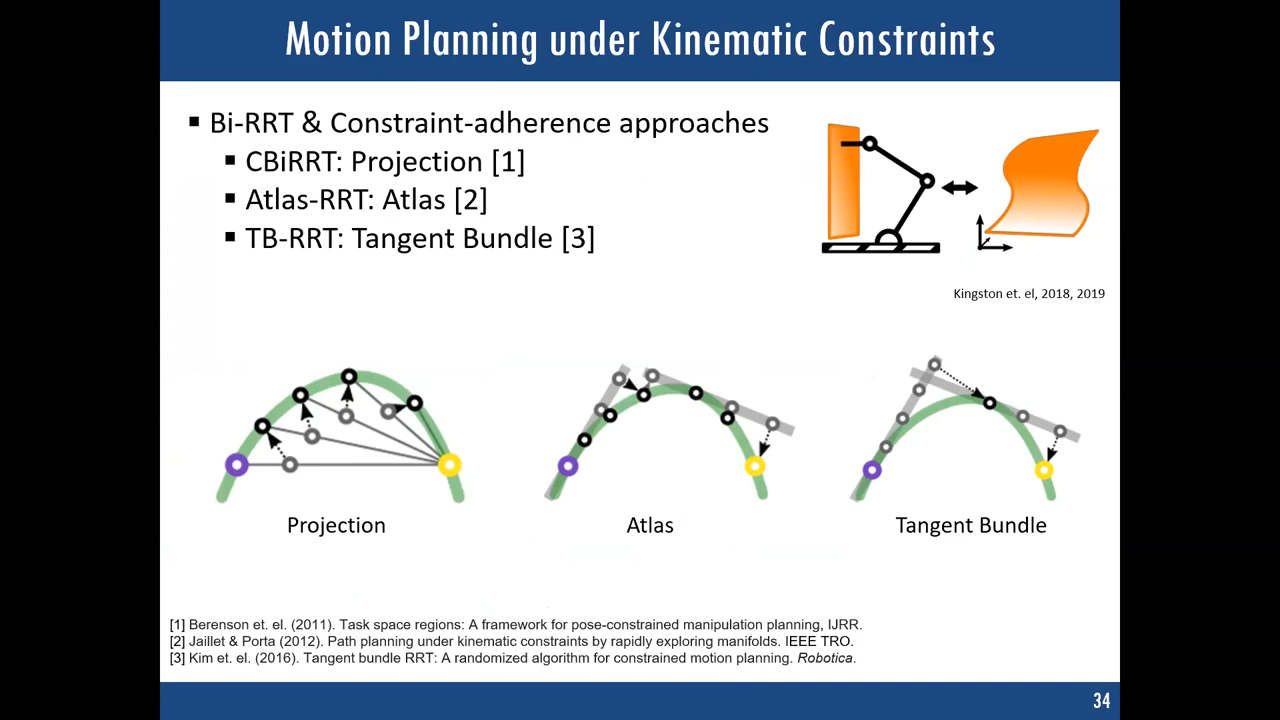 Motion Planning under Kinematic Constraints
▪ Bi-RRT & Constraint-adherence approaches
▪ CBiRRT: Projection [1]
▪ Atlas-RRT: Atlas [2]
▪ TB-RRT: Tangent Bundle [3]
Kingston et. el, 2018, 2019
Projection
Atlas
Tangent Bundle
[1] Berenson et. el. (2011). Task space regions: A framework for pose-constrained manipulation planning, IJRR.
[2] Jaillet & Porta (2012). Path planning under kinematic constraints by rapidly exploring manifolds. IEEE TRO.
[3] Kim et. el. (2016). Tangent bundle RRT: A randomized algorithm for constrained motion planning. Robotica.
34